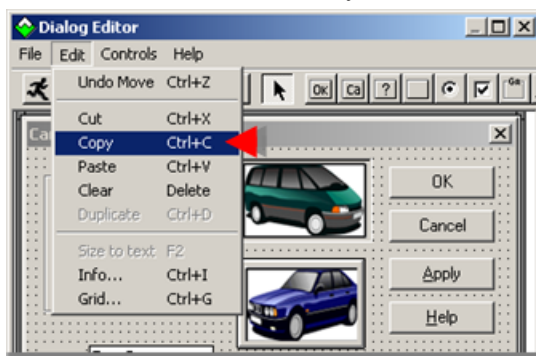 Dialog Editor
File Edit Controls Help
Undo Move Ctrl+Z
Ok Ca ?
Cut Ctrl+X
Copy Ctrl+C
Paste Ctrl+V
Clear Delete
Duplicate Ctrl+D
Size to text F2
Info... Ctrl+I
Grid... Ctrl+G
OK
Cancel
Apply
Help